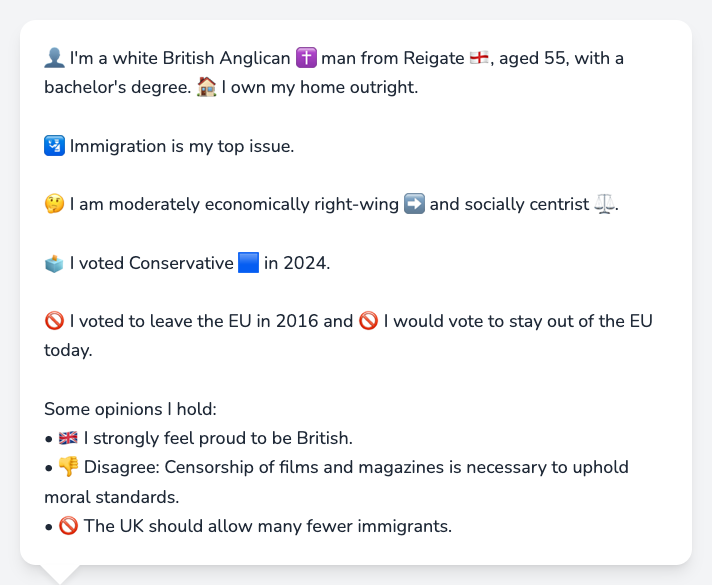 👤 I'm a white British Anglican ✝️ man from Reigate 🏴󠁧󠁢󠁥󠁮󠁧󠁿, aged 55, with a
bachelor's degree. 🏠 I own my home outright.
🛂 Immigration is my top issue.
🤔 I am moderately economically right-wing ➡️ and socially centrist ⚖️.
🗳️ I voted Conservative 🟦 in 2024.
🚫 I voted to leave the EU in 2016 and 🚫 I would vote to stay out of the EU
today.
Some opinions I hold:
• 🇬🇧 I strongly feel proud to be British.
• 👎 Disagree: Censorship of films and magazines is necessary to uphold
moral standards.
• 🚫 The UK should allow many fewer immigrants.